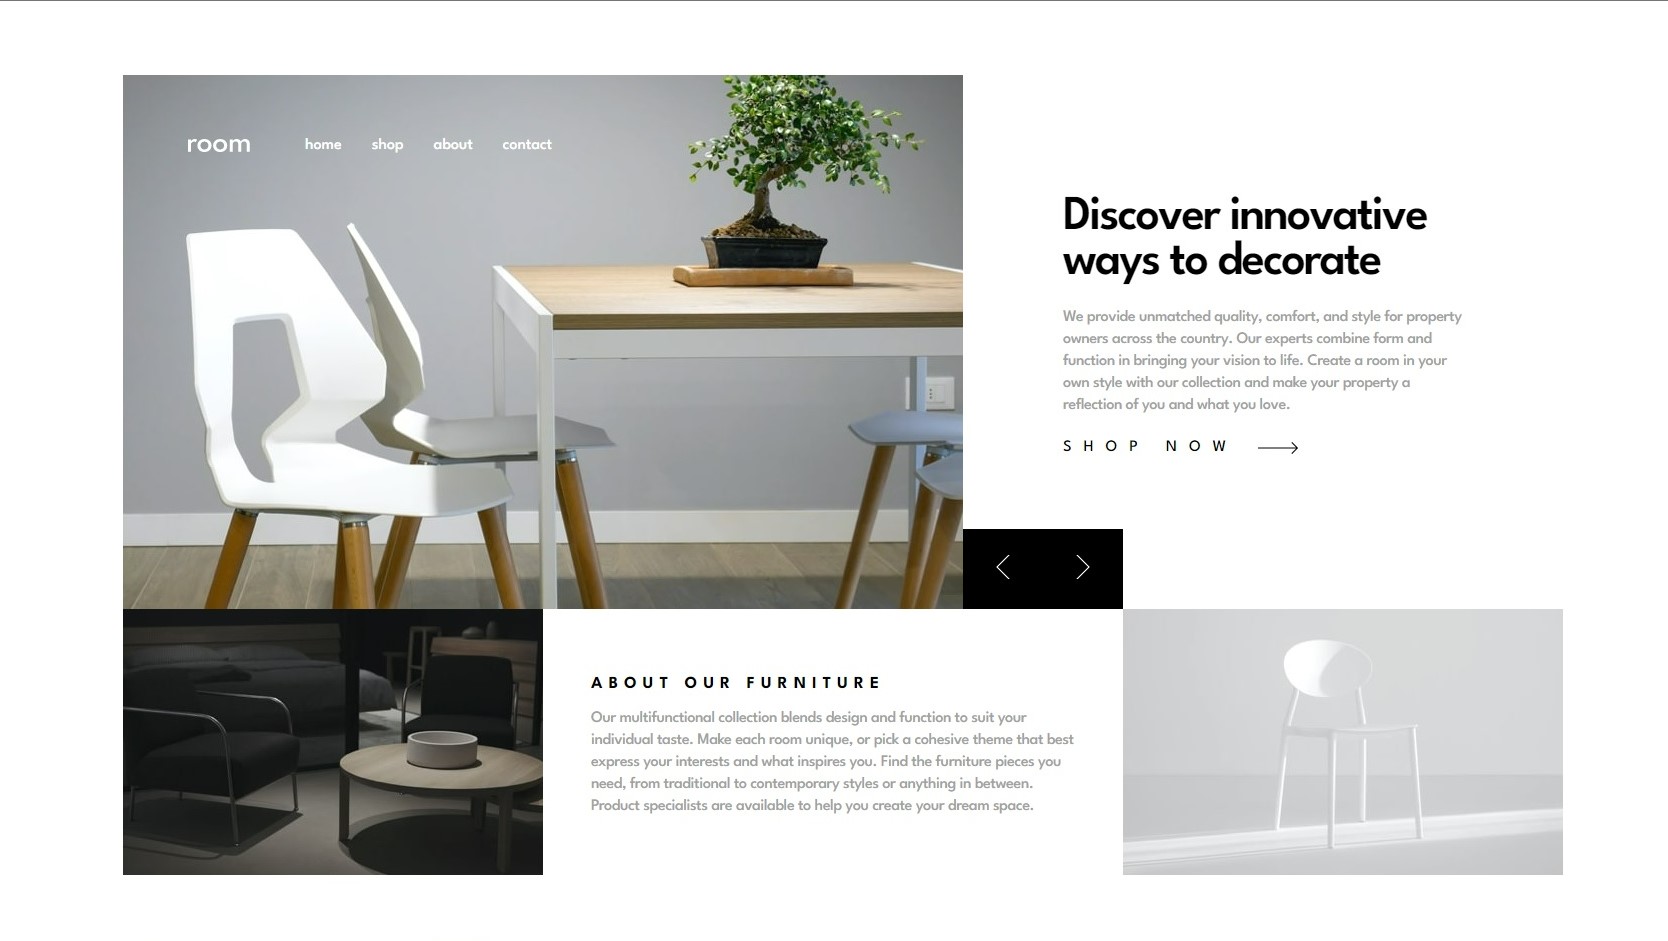 room
home shop about contact
Discover innovative
ways to decorate
We provide unmatched quality, comfort, and style for property
owners across the country. Our experts combine form and
function in bringing your vision to life. Create a room in your
own style with our collection and make your property a
reflection of you and what you love.
SHOP NOW
ABOUT OUR FURNITURE
Our multifunctional collection blends design and function to suit your
individual taste. Make each room unique, or pick a cohesive theme that best
express your interests and what inspires you. Find the furniture pieces you
need, from traditional to contemporary styles or anything in between.
Product specialists are available to help you create your dream space.